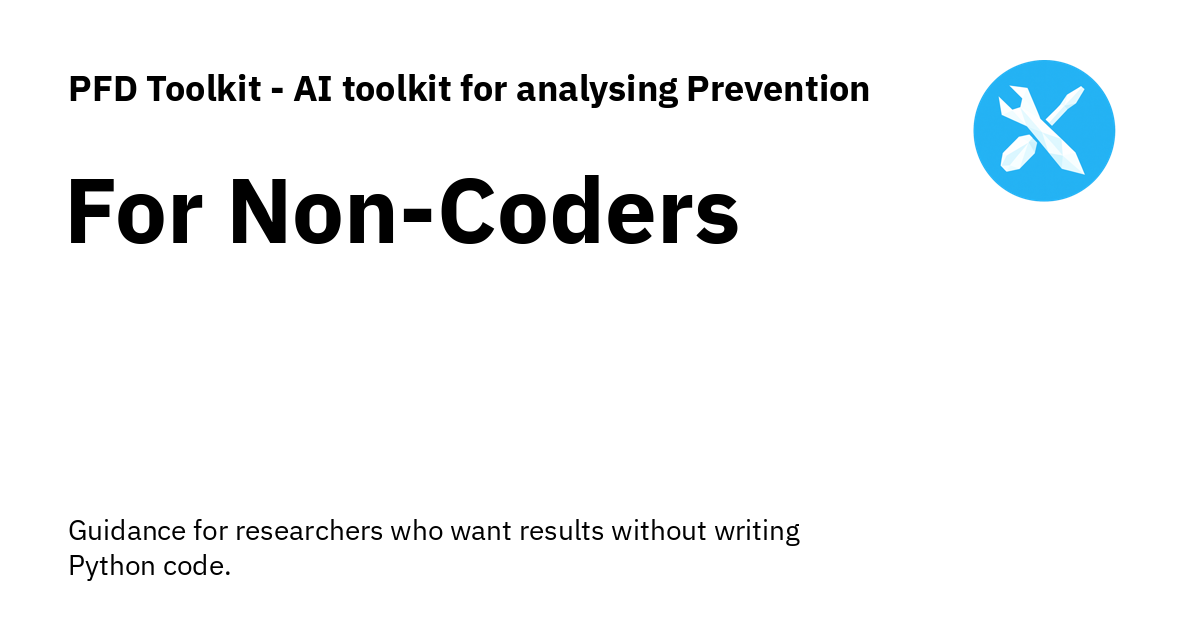 PFD Toolkit - AI toolkit for analysing Prevention
For Non-Coders
Guidance for researchers who want results without writing
Python code.